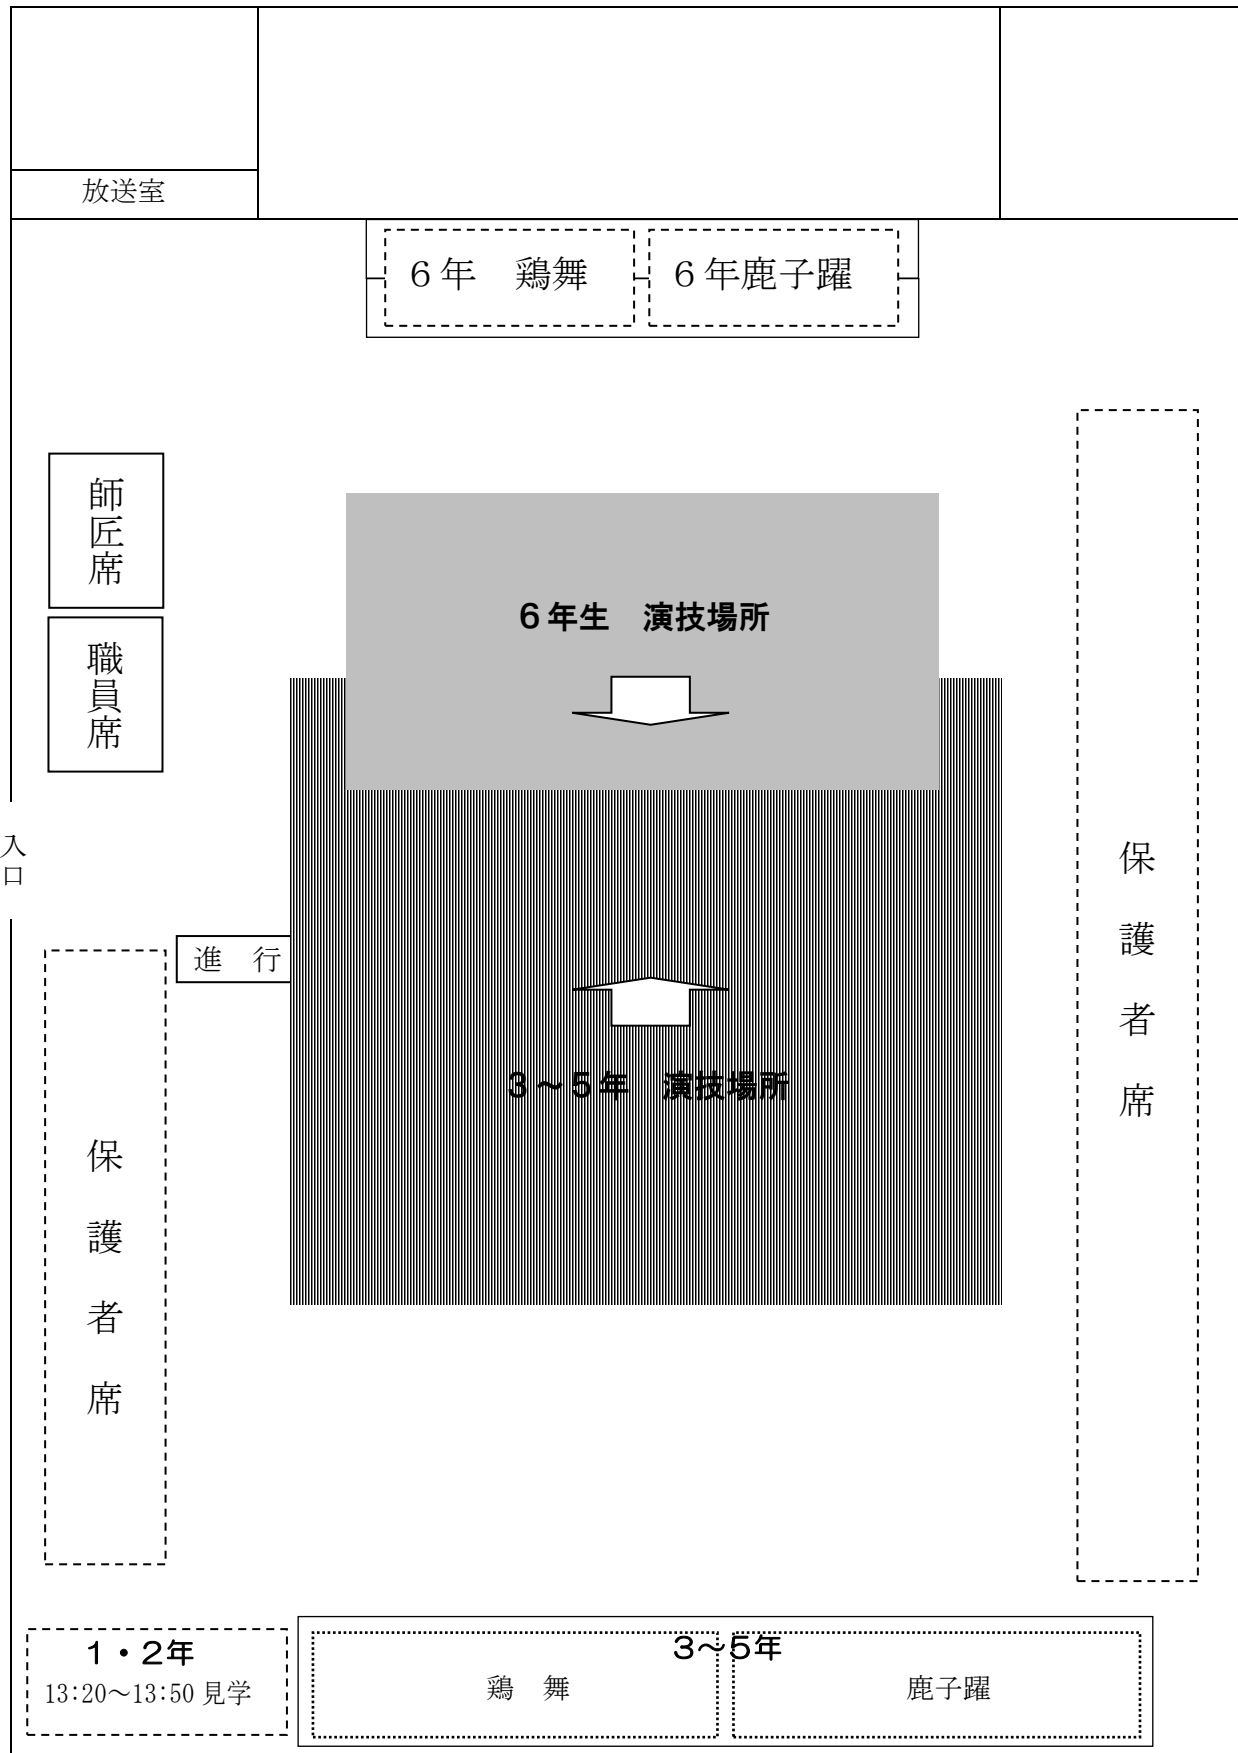 放送室
６年　鶏舞
６年鹿子躍
師匠席
６年生　演技場所
職員席
入口
保護者席
進　行
３～５年　演技場所
保護者席
１・２年
13:20～13:50 見学
３～５年
鶏　舞
鹿子躍